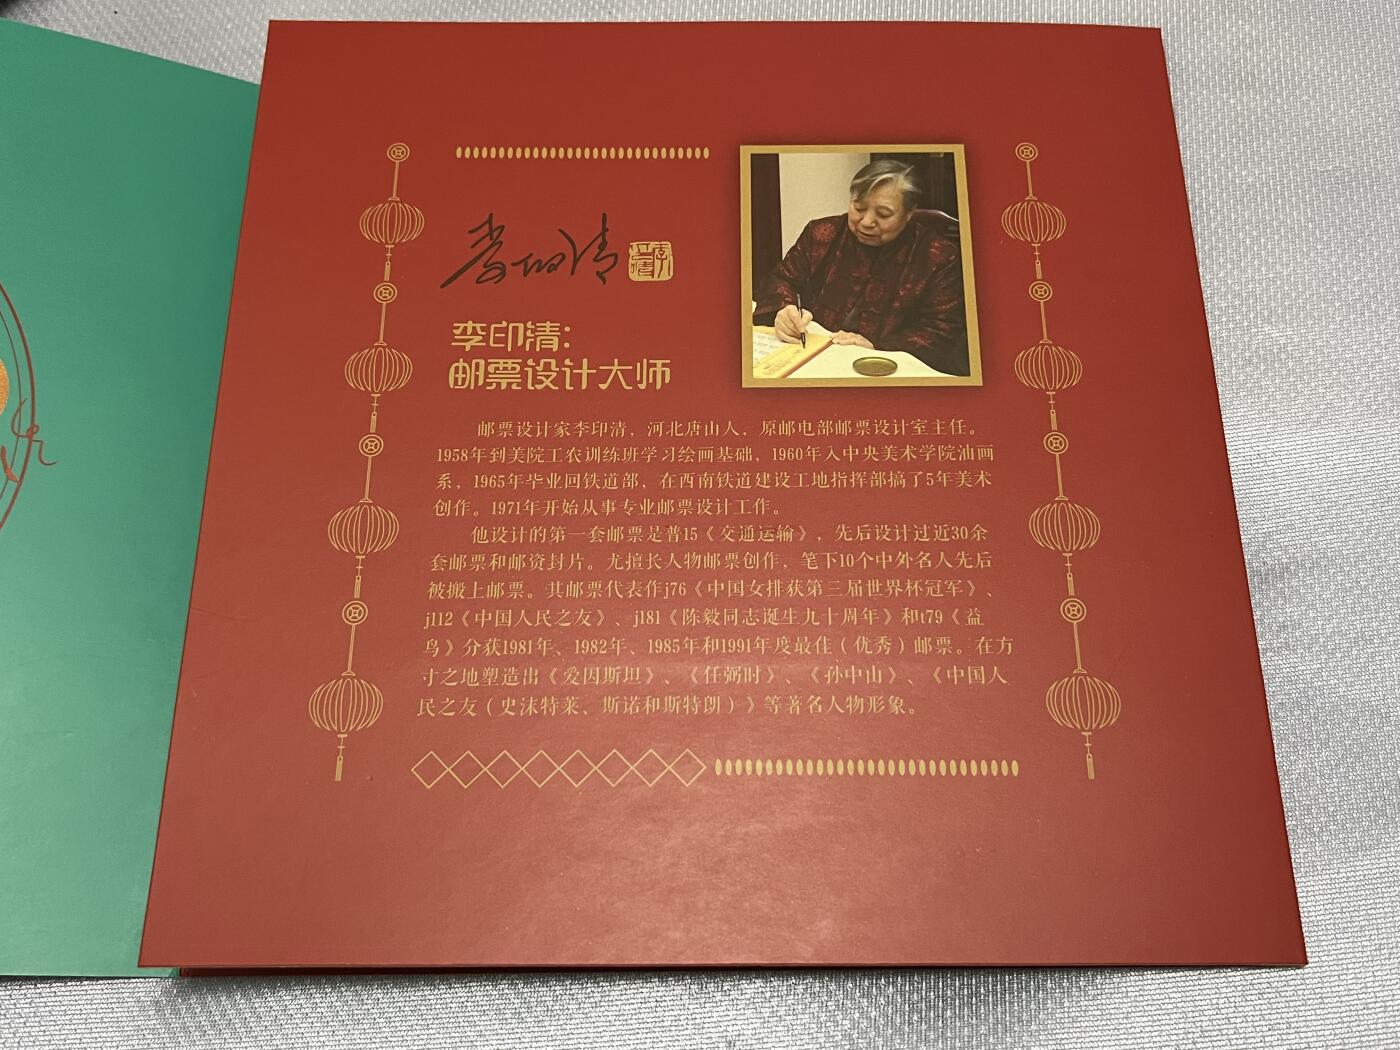 李印清
李印清：
邮票设计大师
邮票设计家李印清，河北唐山人，原邮电部邮票设计室主任。
1958年到美院工农训练班学习绘画基础，1960年入中央美术学院油画
系，1965年毕业回铁道部，在西南铁道建设工地指挥部搞了5年美术
创作。1971年开始从事专业邮票设计工作。
他设计的第一套邮票是普15《交通运输》，先后设计过近30余
套邮票和邮资封片。尤擅长人物邮票创作，笔下10个中外名人先后
被搬上邮票。其邮票代表作j76《中国女排获第三届世界杯冠军》、
j112《中国人民之友》、j181《陈毅同志诞生九十周年》和t79《益
鸟》分获1981年、1982年、1985年和1991年度最佳（优秀）邮票。在方
寸之地塑造出《爱因斯坦》、《任弼时》、《孙中山》、《中国人
民之友（史沫特莱、斯诺和斯特朗）》等著名人物形象。